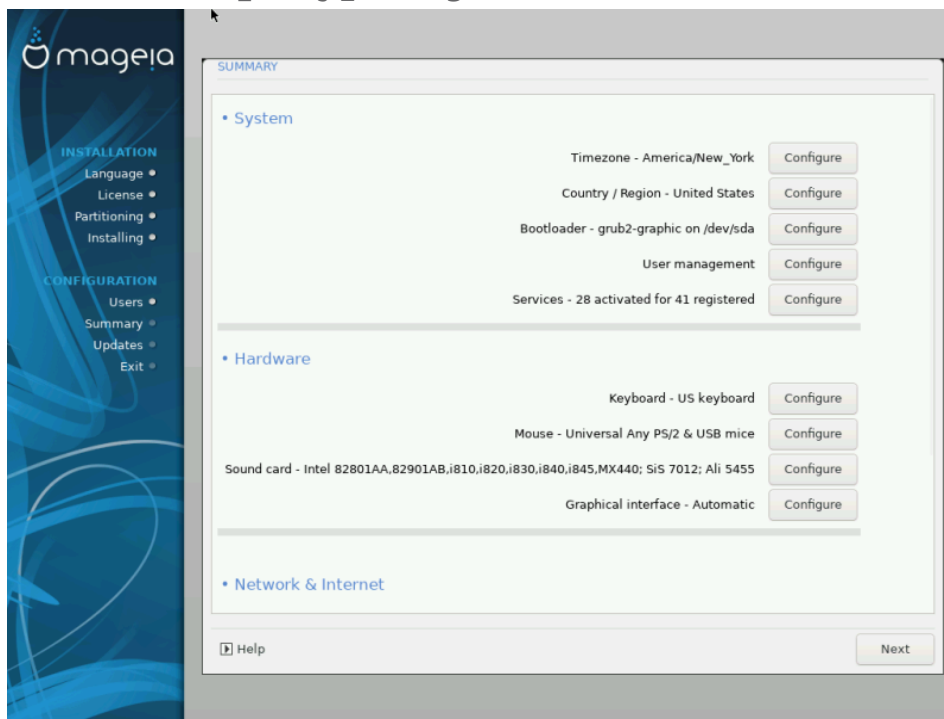 mageia
INSTALLATION
Language
License
Partitioning
Installing
CONFIGURATION
Users
Summary
Updates
Exit
SUMMARY
• System
Timezone - America/New_York Configure
Country / Region - United States Configure
Bootloader - grub2-graphic on /dev/sda Configure
User management Configure
Services - 28 activated for 41 registered Configure
• Hardware
Keyboard - US keyboard Configure
Mouse - Universal Any PS/2 & USB mice Configure
Sound card - Intel 82801AA,82901AB,i810,i820,i830,i840,i845,MX440; SiS 7012; Ali 5455 Configure
Graphical interface - Automatic Configure
• Network & Internet
Help
Next